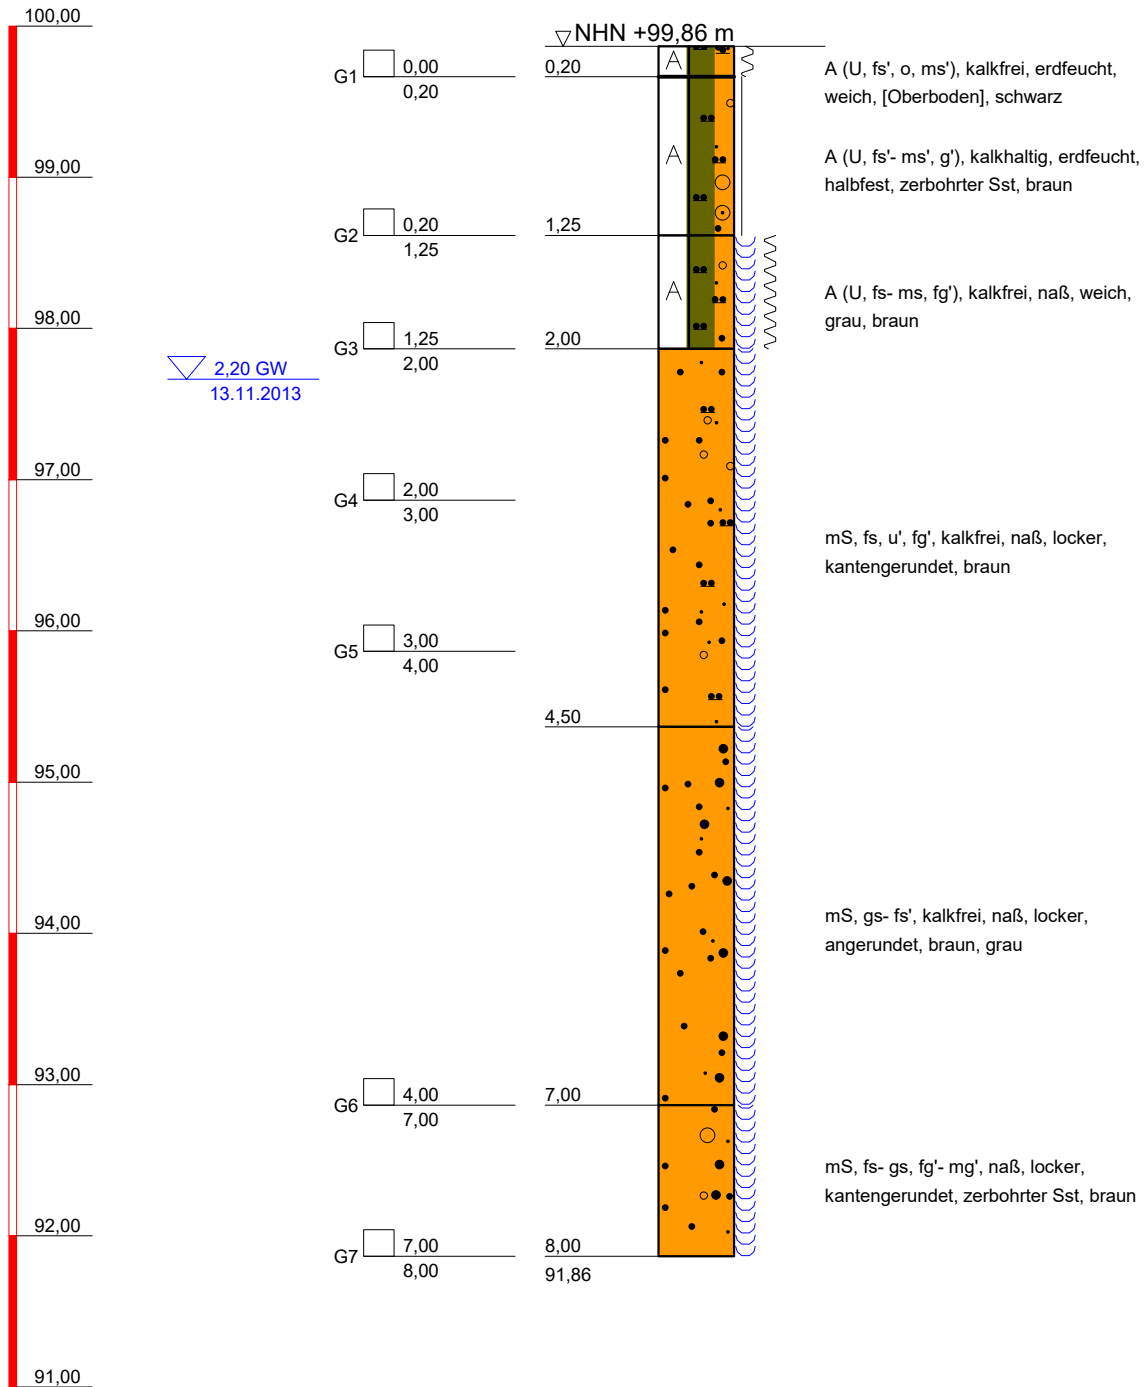 100,00
NHN +99,86 m
G1
0,00
0,20
0,20
A
A (U, fs', o, ms'), kalkfrei, erdfeucht,
weich, [Oberboden], schwarz
A
A (U, fs'- ms', g'), kalkhaltig, erdfeucht,
halbfest, zerbohrter Sst, braun
99,00
G2
0,20
1,25
1,25
A
A (U, fs- ms, fg'), kalkfrei, naß, weich,
grau, braun
98,00
G3
1,25
2,00
2,00
2,20 GW
13.11.2013
97,00
G4
2,00
3,00
mS, fs, u', fg', kalkfrei, naß, locker,
kantengerundet, braun
96,00
G5
3,00
4,00
4,50
95,00
94,00
mS, gs- fs', kalkfrei, naß, locker,
angerundet, braun, grau
93,00
G6
4,00
7,00
7,00
mS, fs- gs, fg'- mg', naß, locker,
kantengerundet, zerbohrter Sst, braun
92,00
G7
7,00
8,00
8,00
91,86
91,00